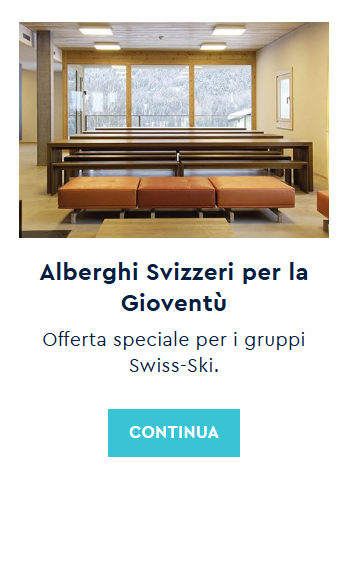 Alberghi Svizzeri per la
Gioventù
Offerta speciale per i gruppi
Swiss-Ski.
CONTINUA